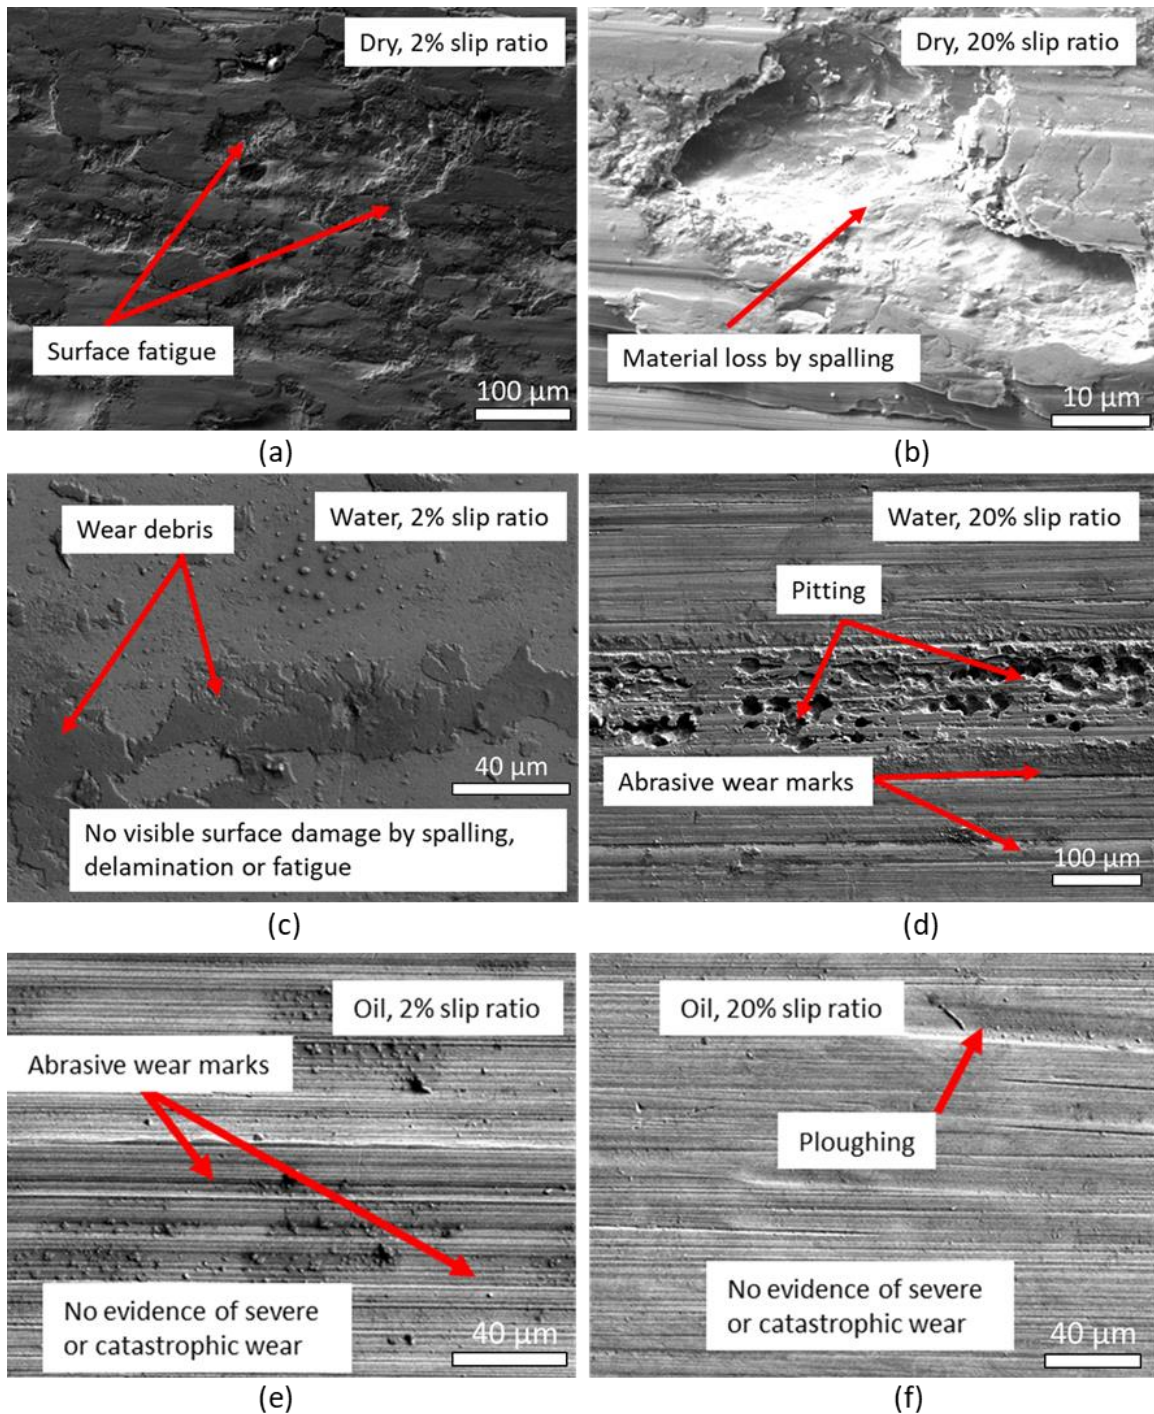 Dry, 2% slip ratio
Surface fatigue
100 µm
(a)
Dry, 20% slip ratio
Material loss by spalling
10 µm
(b)
Water, 2% slip ratio
Wear debris
40 µm
No visible surface damage by spalling,
delamination or fatigue
(c)
Water, 20% slip ratio
Pitting
Abrasive wear marks
100 µm
(d)
Oil, 2% slip ratio
Abrasive wear marks
No evidence of severe
or catastrophic wear
40 µm
(e)
Oil, 20% slip ratio
Ploughing
No evidence of severe
or catastrophic wear
40 µm
(f)